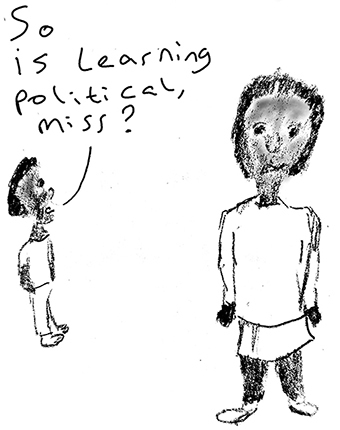 So
is Learning
political,
miss?